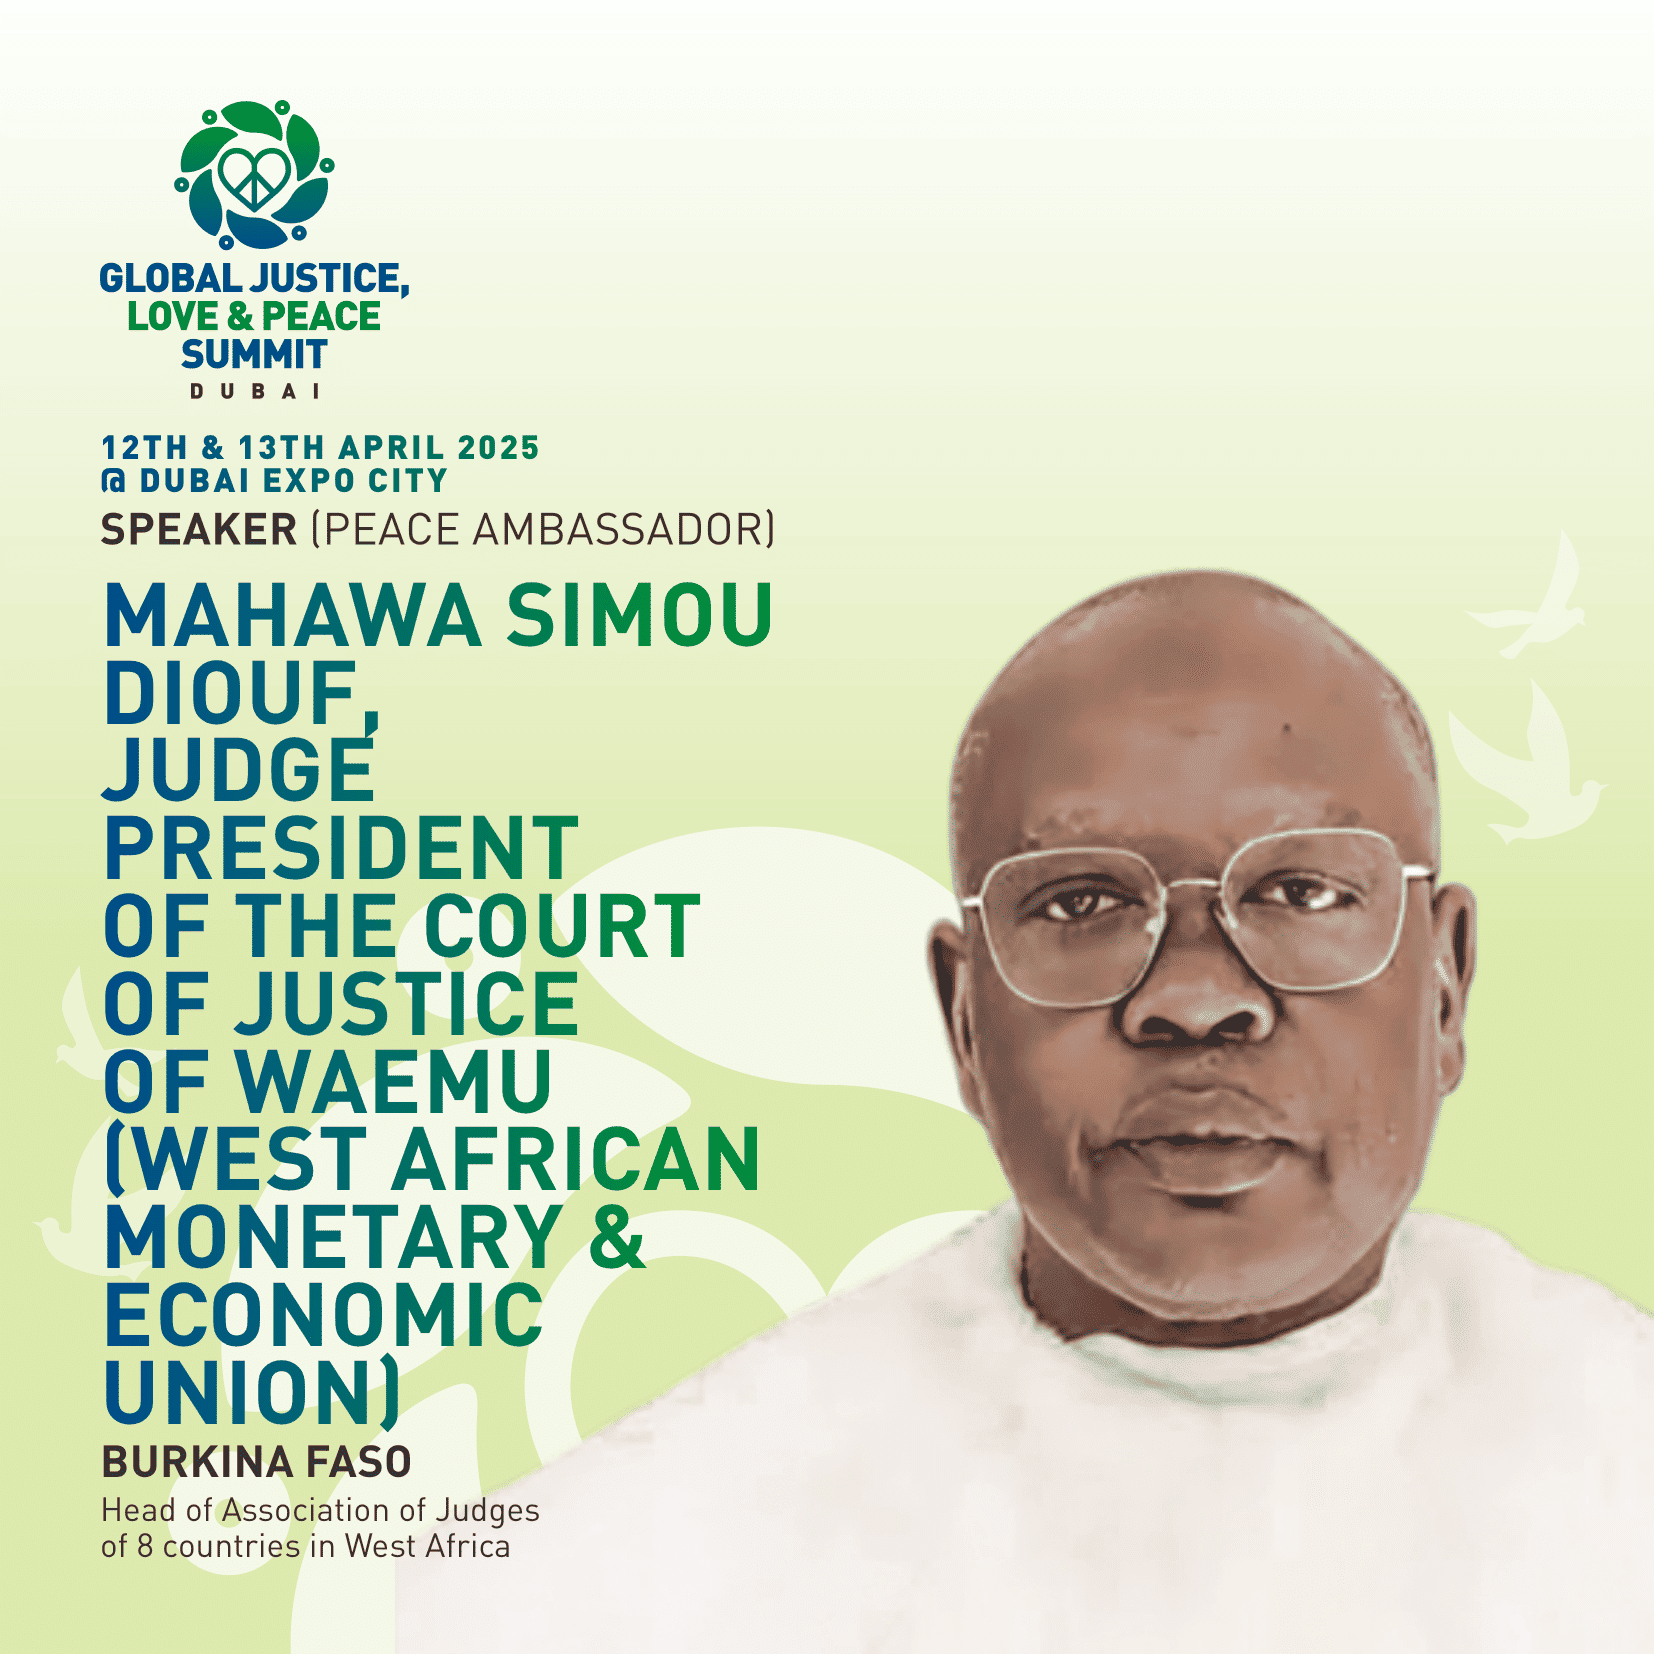 GLOBAL JUSTICE,
LOVE & PEACE
SUMMIT
DUBAI
12TH & 13TH APRIL 2025
@ DUBAI EXPO CITY
SPEAKER (PEACE AMBASSADOR)
MAHAWA SIMOU
DIOUF,
JUDGE
PRESIDENT
OF THE COURT
OF JUSTICE
OF WAEMU
(WEST AFRICAN
MONETARY &
ECONOMIC
UNION)
BURKINA FASO
Head of Association of Judges
of 8 countries in West Africa